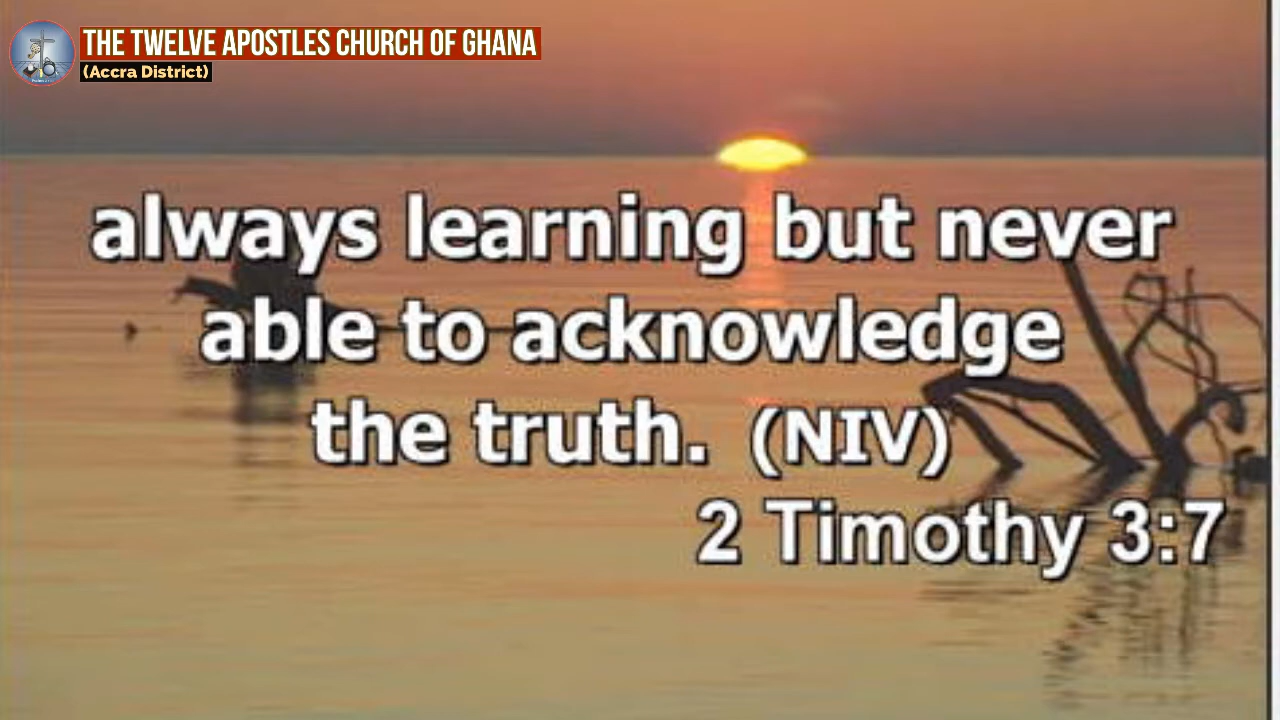 THE TWELVE APOSTLES CHURCH OF GHANA
(Accra District)
always learning but never
able to acknowledge
the truth. (NIV)
2 Timothy 3:7